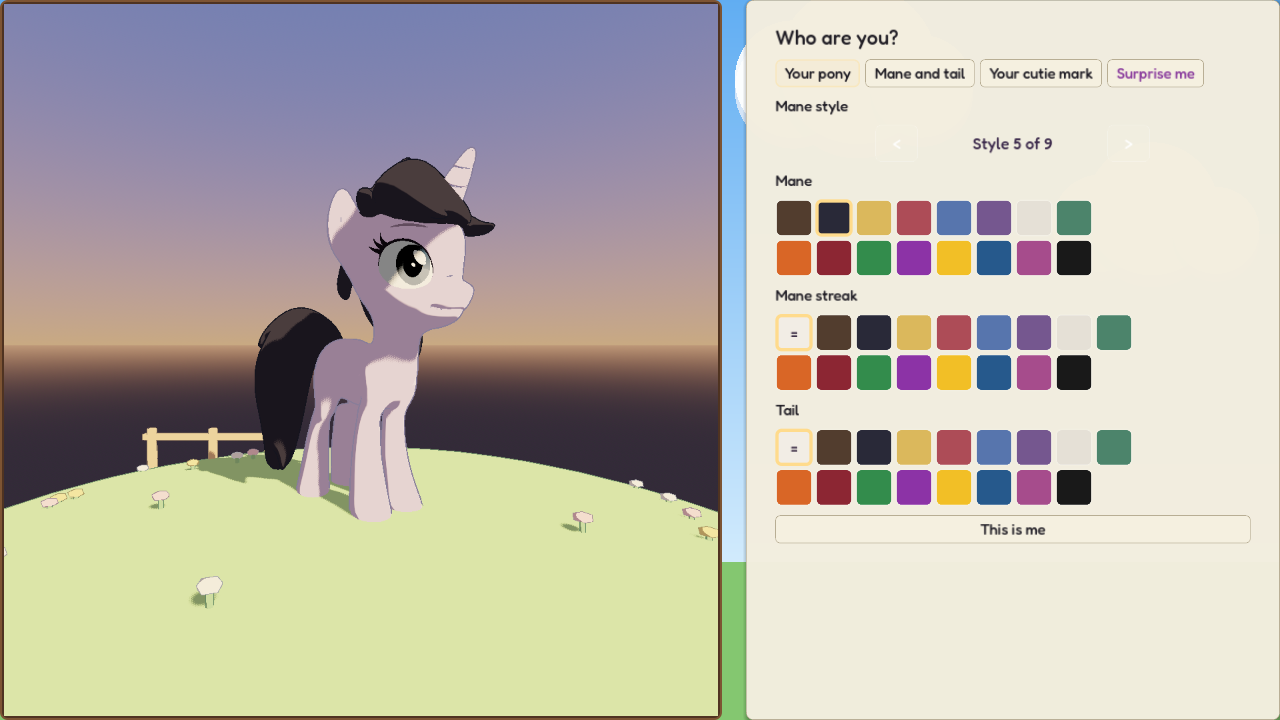 Who are you?
Your pony
Mane and tail
Your cutie mark
Surprise me
Mane style
<
Style 5 of 9
>
Mane
Mane streak
=
Tail
=
This is me